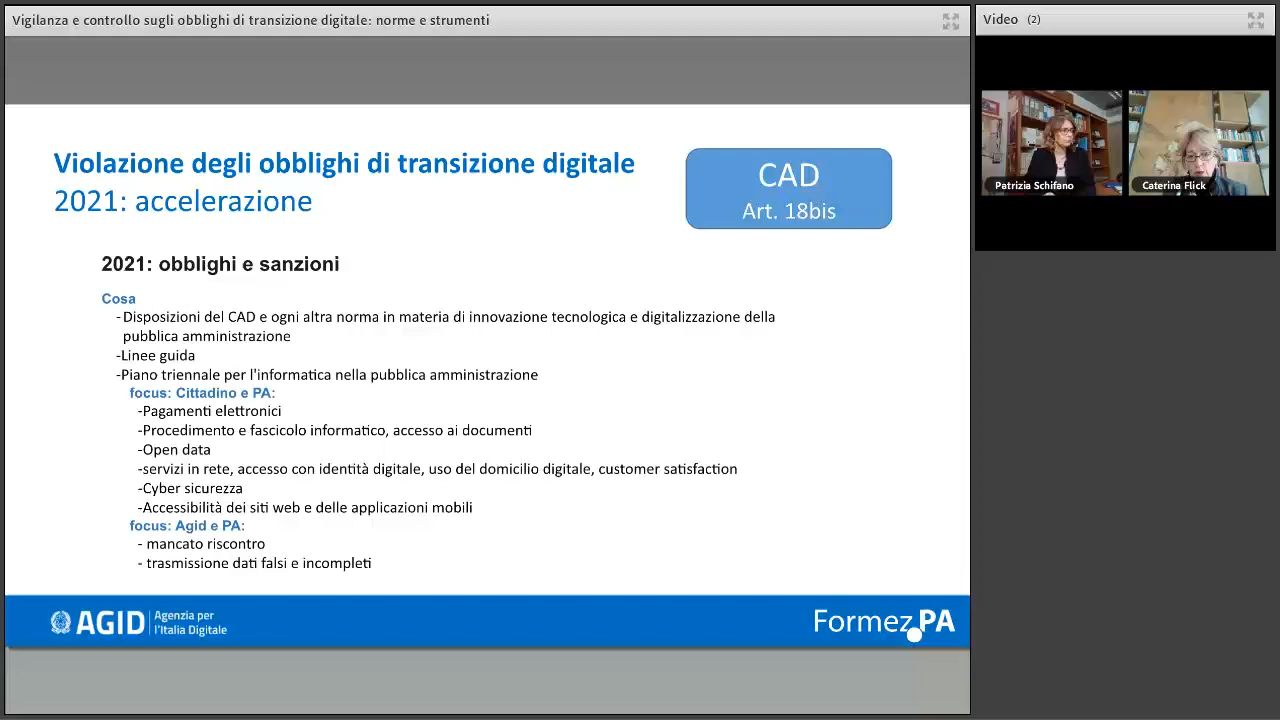 Vigilanza e controllo sugli obblighi di transizione digitale: norme e strumenti
Video (2)
Violazione degli obblighi di transizione digitale
2021: accelerazione
CAD
Art. 18bis
Patrizia Schifano
Caterina Flick
2021: obblighi e sanzioni
Cosa
- Disposizioni del CAD e ogni altra norma in materia di innovazione tecnologica e digitalizzazione della
pubblica amministrazione
-Linee guida
-Piano triennale per l'informatica nella pubblica amministrazione
focus: Cittadino e PA:
-Pagamenti elettronici
-Procedimento e fascicolo informatico, accesso ai documenti
-Open data
-servizi in rete, accesso con identità digitale, uso del domicilio digitale, customer satisfaction
-Cyber sicurezza
-Accessibilità dei siti web e delle applicazioni mobili
focus: Agid e PA:
- mancato riscontro
- trasmissione dati falsi e incompleti
AGID
Agenzia per
l'Italia Digitale
Formez.PA